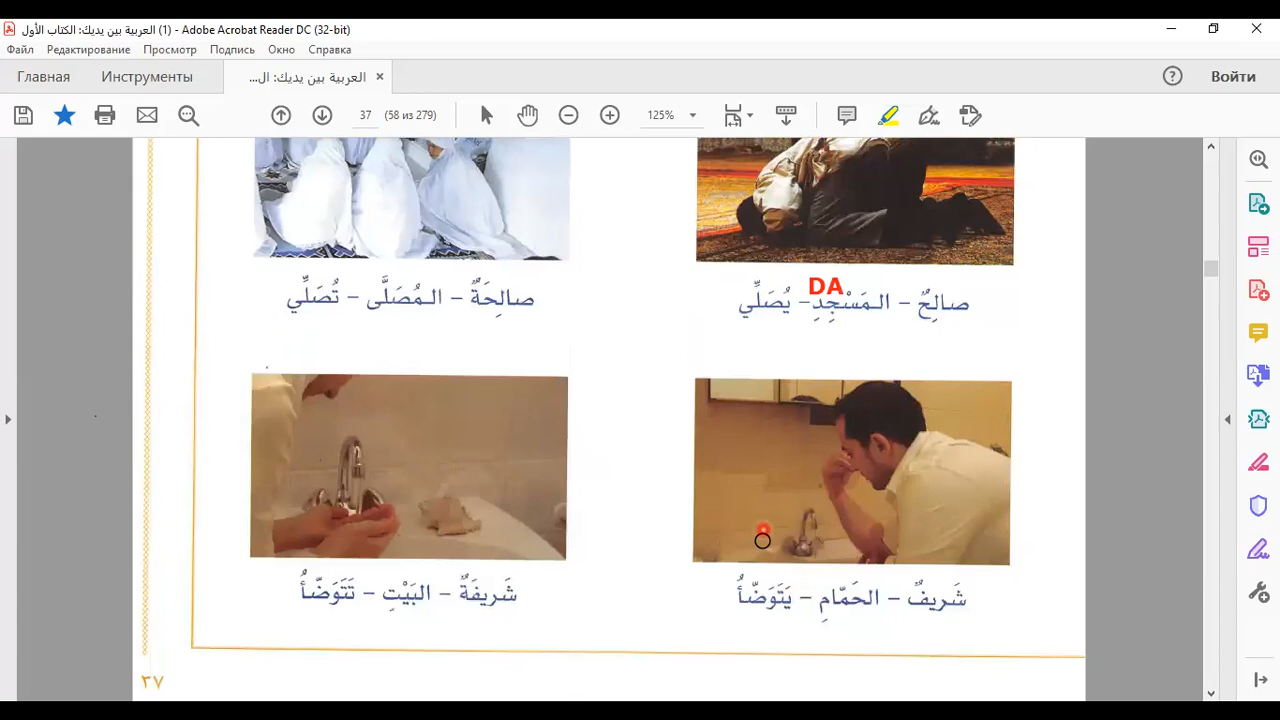 العربية بين يديك: الكتاب الأول (1) - Adobe Acrobat Reader DC (32-bit)
Файл Редактирование Просмотр Подпись Окно Справка
Главная Инструменты العربية بين يديك: ال... × Войти
37 (58 из 279) 125%
DA
صالِحٌ – الـمَسْجِدِ – يُصَلِّي
صالِحَةٌ – الـمُصَلَّى – تُصَلِّي
شَريفٌ – الحَمّامِ – يَتَوَضّأُ
شَريفَةٌ – البَيْتِ – تَتَوَضّأُ
٣٧